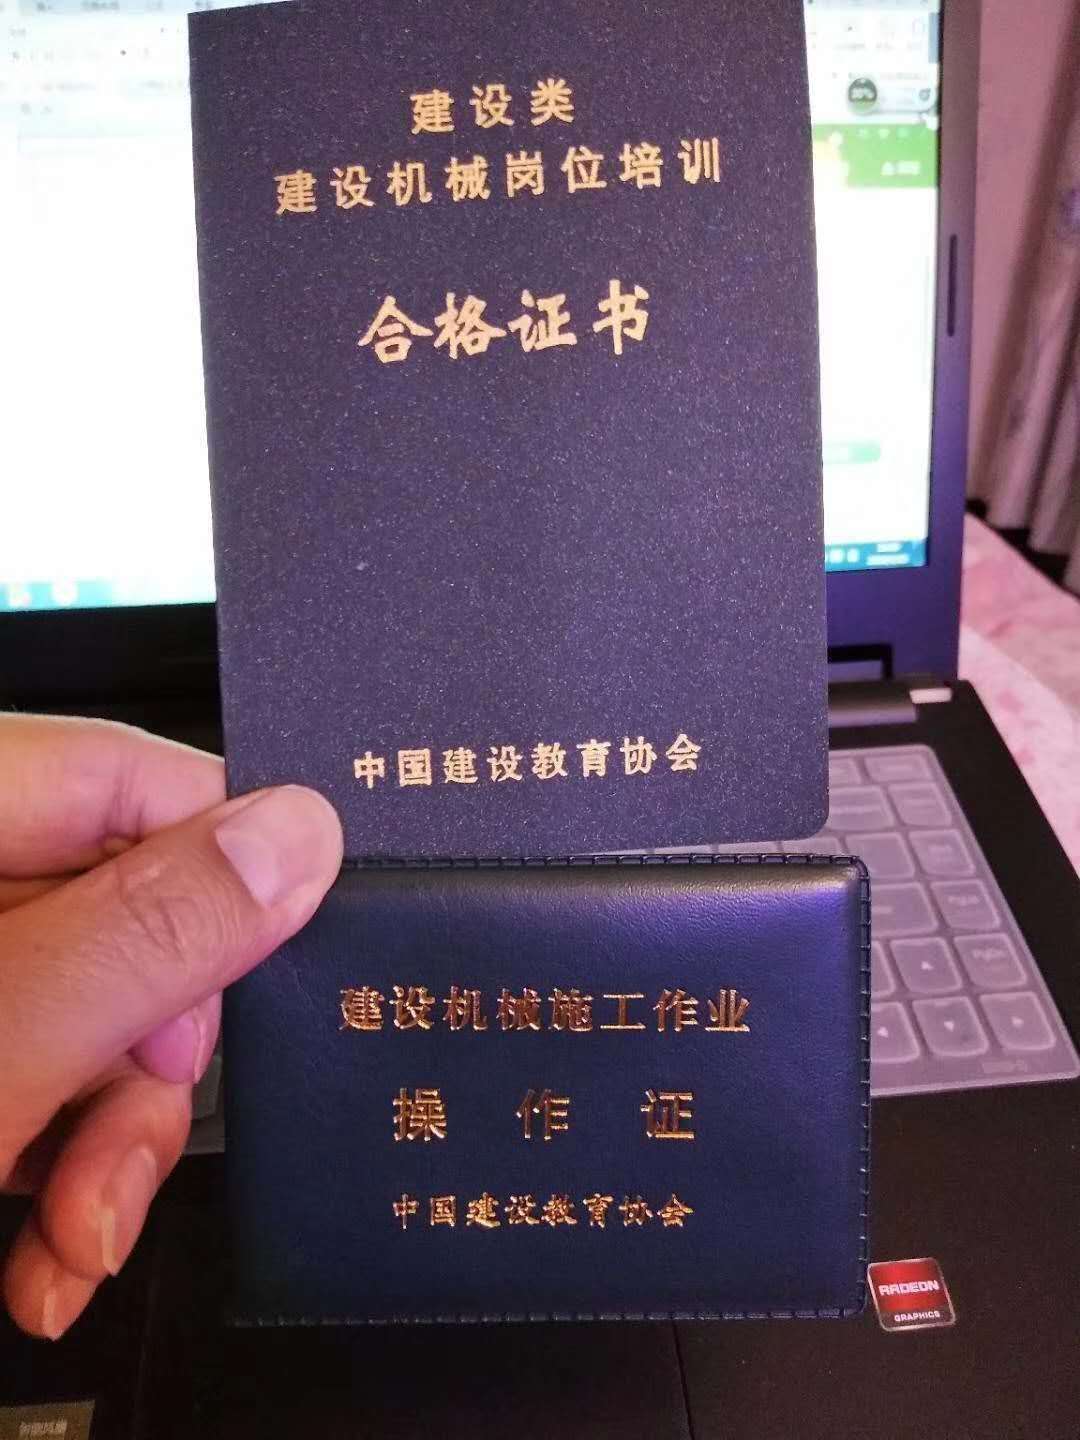 建设类
建设机械岗位培训
合格证书
中国建设教育协会
建设机械施工作业
操作证
中国建设教育协会
RADEON
GRAPHICS